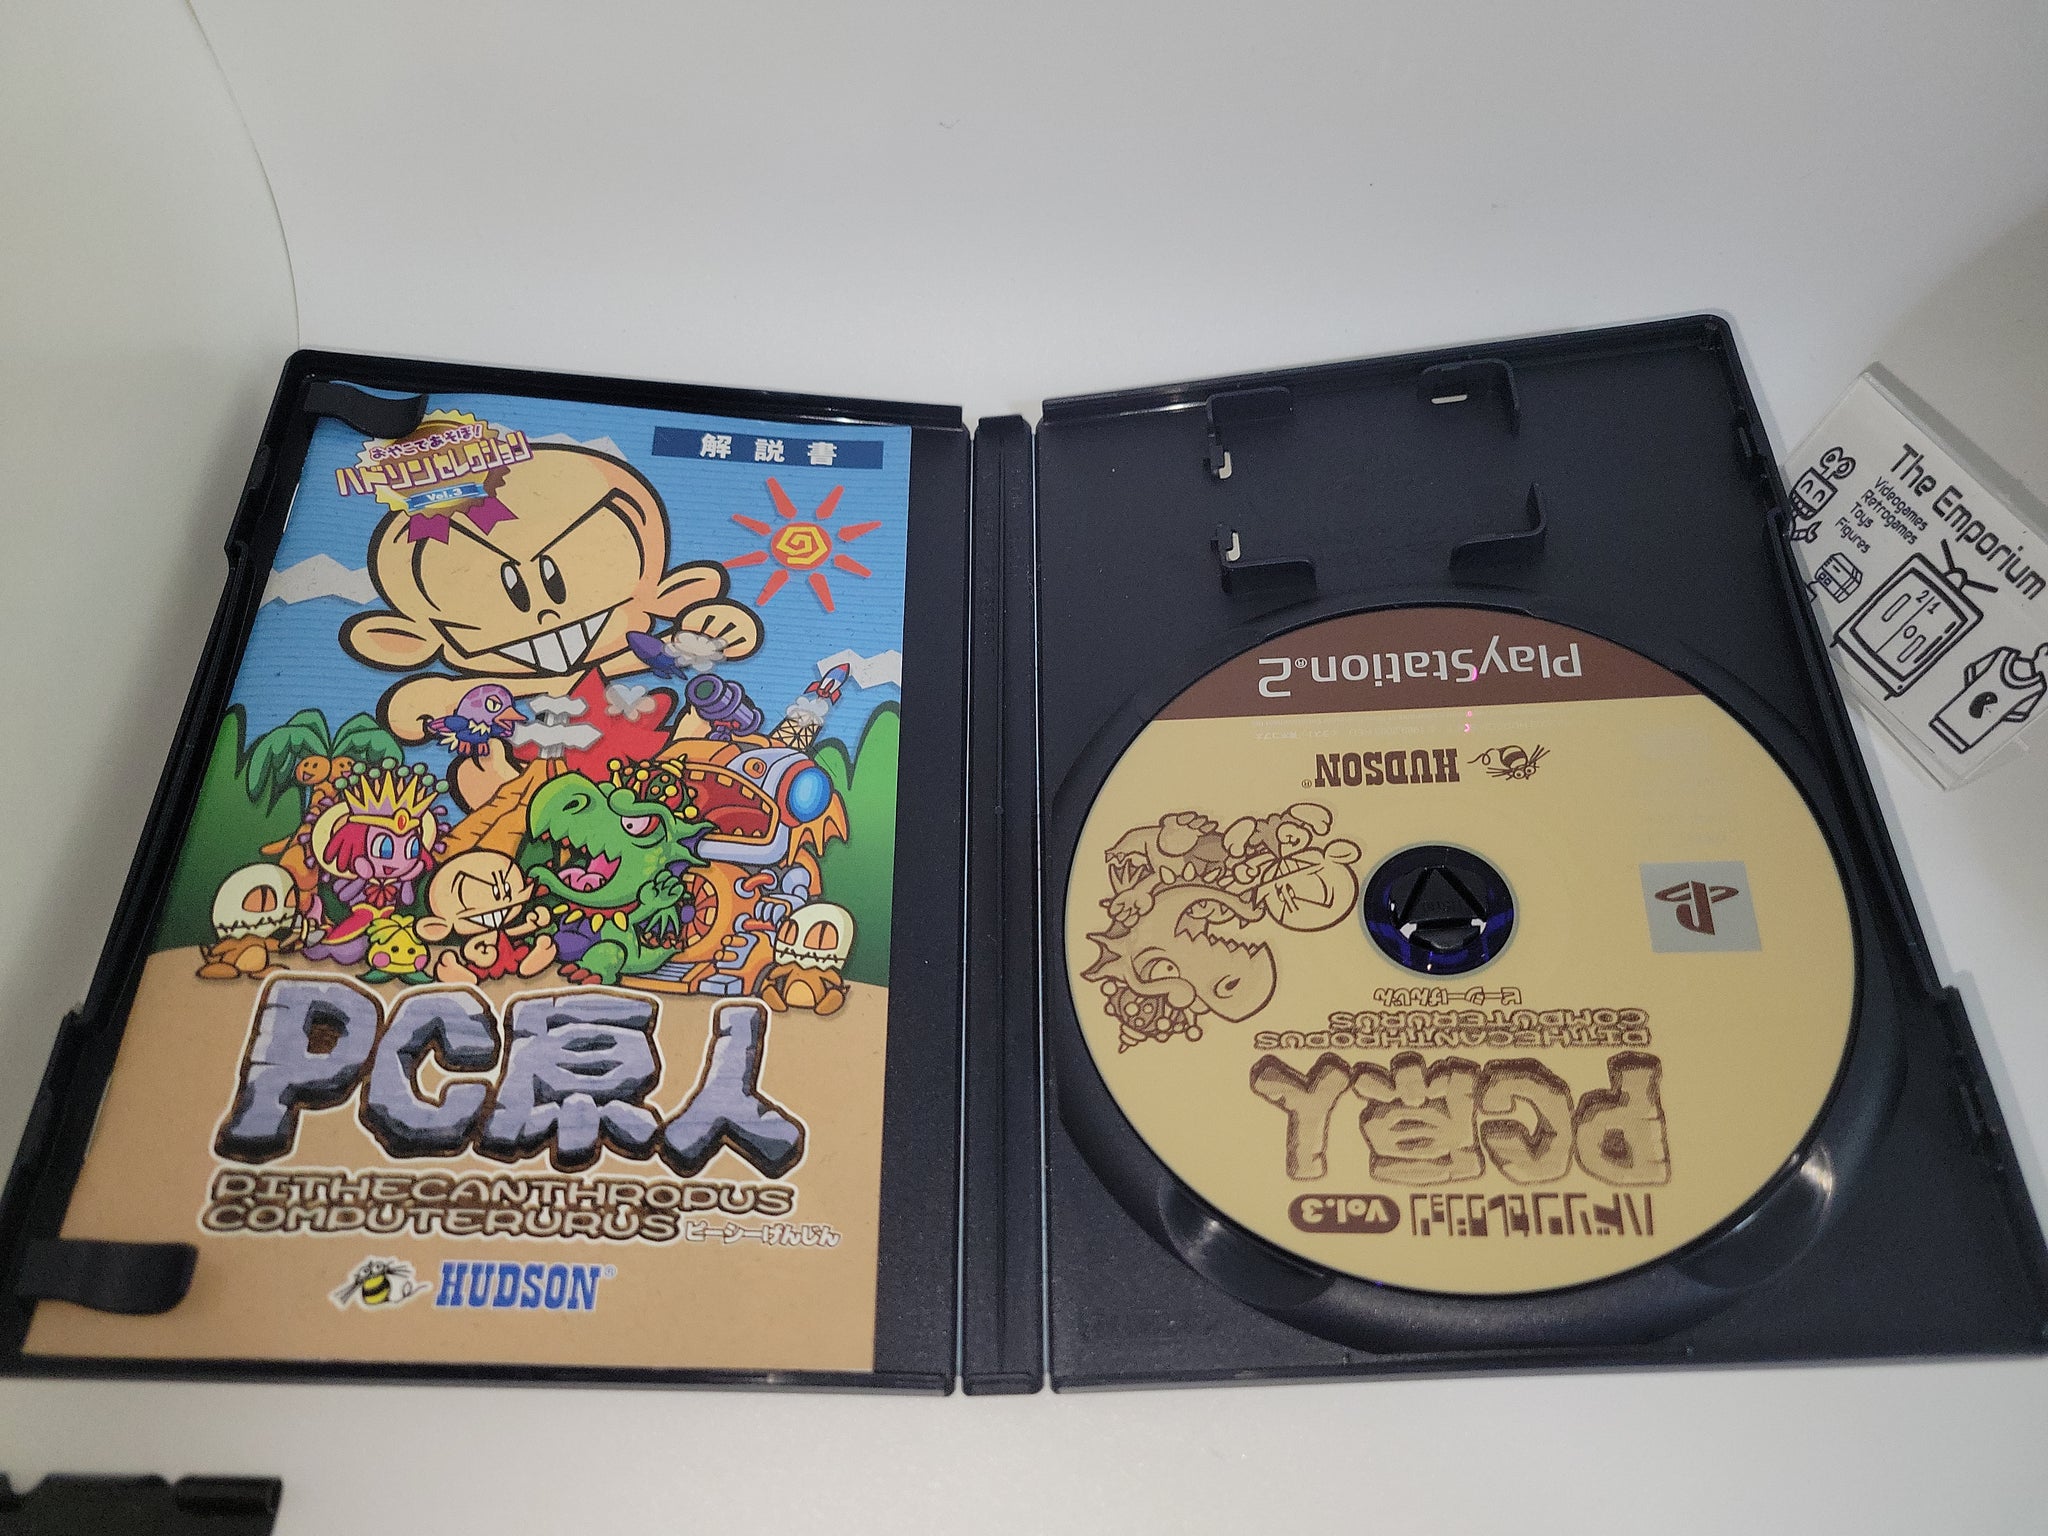 おやこであそぼ!
ハドソンセレクション
Vol.3
解説書
PC原人
PITHECANTHROPUS
COMPUTERURUS ピーシーげんじん
HUDSON®
PlayStation®2
HUDSON®
ピーシーげんじん
PITHECANTHROPUS
COMPUTERURUS
PC原人
ハドソンセレクション Vol.3
The Emporium
Videogames
Retrogames
Toys
Figures
21